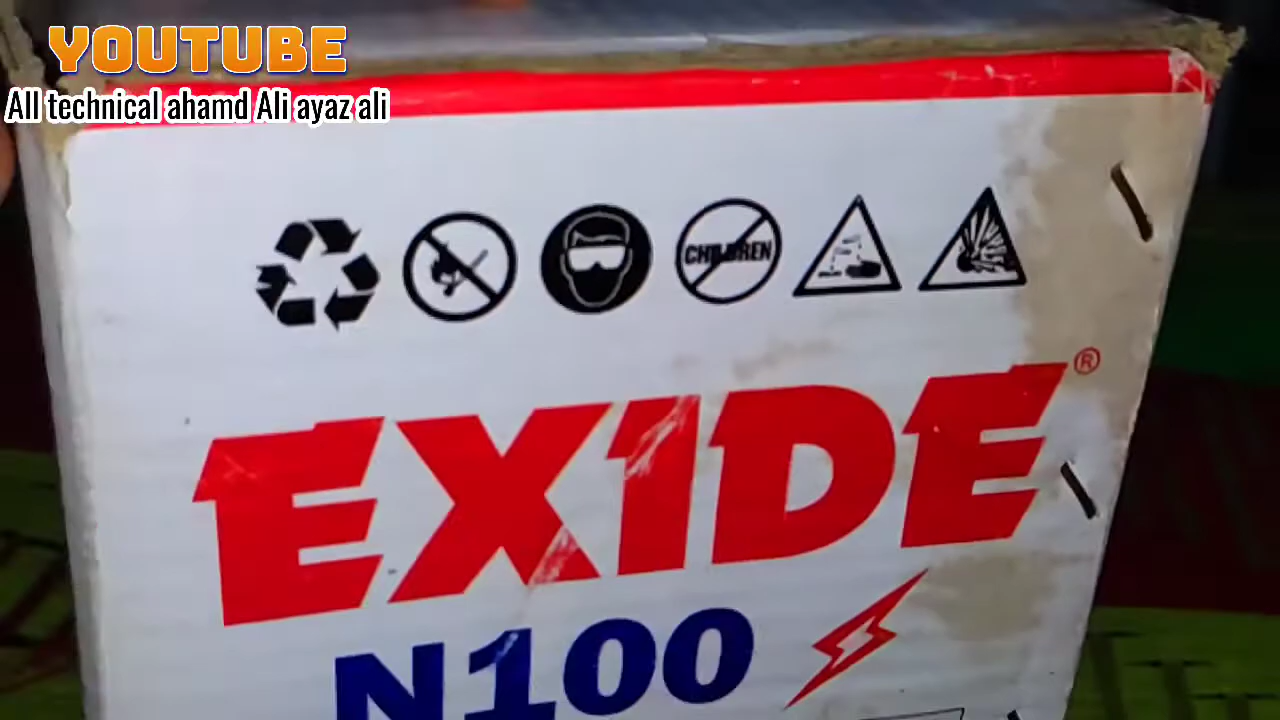 YOUTUBE
All technical ahamd Ali ayaz ali
CHILDREN
EXIDE®
N100